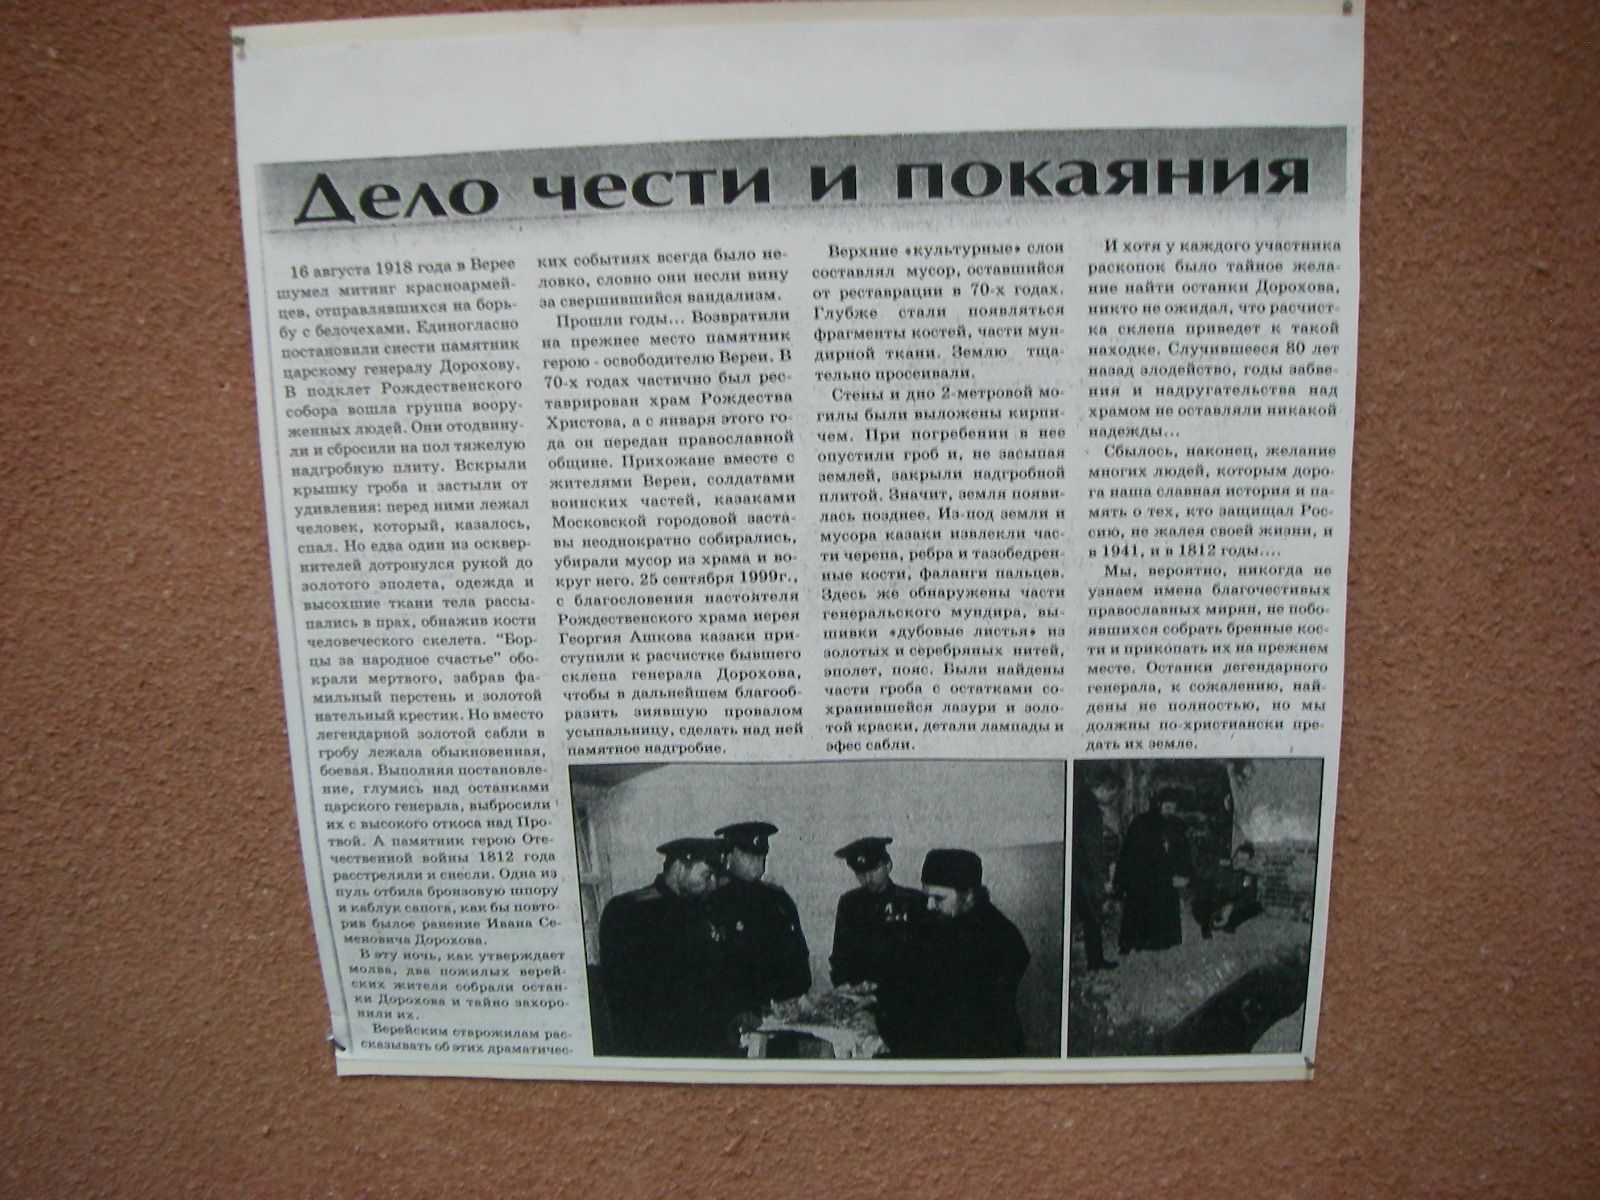 Дело чести и покаяния
16 августа 1918 года в Верее
шумел митинг красноармей-
цев, отправлявшихся на борь-
бу с белочехами. Единогласно
постановили снести памятник
царскому генералу Дорохову.
В подклет Рождественского
собора вошла группа воору-
женных людей. Они отодвину-
ли и сбросили на пол тяжелую
надгробную плиту. Вскрыли
крышку гроба и застыли от
удивления: перед ними лежал
человек, который, казалось,
спал. Но едва один из осквер-
нителей дотронулся рукой до
золотого эполета, одежда и
высохшие ткани тела рассы-
пались в прах, обнажив кости
человеческого скелета. "Бор-
цы за народное счастье" обо-
крали мертвого, забрав фа-
мильный перстень и золотой
нательный крестик. Но вместо
легендарной золотой сабли в
гробу лежала обыкновенная,
боевая. Выполняя постановле-
ние, глумясь над останками
царского генерала, выбросили
их с высокого откоса над Про-
твой. А памятник герою Оте-
чественной войны 1812 года
расстреляли и снесли. Одна из
пуль отбила бронзовую шпору
и каблук сапога, как бы повто-
рив былое ранение Ивана Се-
меновича Дорохова.
В эту ночь, как утверждает
молва, два пожилых верей-
ских жителя собрали остан-
ки Дорохова и тайно захоро-
нили их.
Верейским старожилам рас-
сказывать об этих драматичес-
ких событиях всегда было не-
ловко, словно они несли вину
за свершившийся вандализм.
Прошли годы... Возвратили
на прежнее место памятник
герою - освободителю Вереи. В
70-х годах частично был рес-
таврирован храм Рождества
Христова, а с января этого го-
да он передан православной
общине. Прихожане вместе с
жителями Вереи, солдатами
воинских частей, казаками
Московской городовой заста-
вы неоднократно собирались,
убирали мусор из храма и во-
круг него. 25 сентября 1999г.,
с благословения настоятеля
Рождественского храма иерея
Георгия Ашкова казаки при-
ступили к расчистке бывшего
склепа генерала Дорохова,
чтобы в дальнейшем благооб-
разить зиявшую провалом
усыпальницу, сделать над ней
памятное надгробие.
Верхние «культурные» слои
составлял мусор, оставшийся
от реставрации в 70-х годах.
Глубже стали появляться
фрагменты костей, части мун-
дирной ткани. Землю тща-
тельно просеивали.
Стены и дно 2-метровой мо-
гилы были выложены кирпи-
чем. При погребении в нее
опустили гроб и, не засыпая
землей, закрыли надгробной
плитой. Значит, земля появи-
лась позднее. Из-под земли и
мусора казаки извлекли час-
ти черепа, ребра и тазобедрен-
ные кости, фаланги пальцев.
Здесь же обнаружены части
генеральского мундира, вы-
шивки «дубовые листья» из
золотых и серебряных нитей,
эполет, пояс. Были найдены
части гроба с остатками со-
хранившейся лазури и золо-
той краски, детали лампады и
эфес сабли.
И хотя у каждого участника
раскопок было тайное жела-
ние найти останки Дорохова,
никто не ожидал, что расчист-
ка склепа приведет к такой
находке. Случившееся 80 лет
назад злодейство, годы забве-
ния и надругательства над
храмом не оставляли никакой
надежды...
Сбылось, наконец, желание
многих людей, которым доро-
га наша славная история и па-
мять о тех, кто защищал Рос-
сию, не жалея своей жизни, и
в 1941, и в 1812 годы....
Мы, вероятно, никогда не
узнаем имена благочестивых
православных мирян, не побо-
явшихся собрать бренные кос-
ти и прикопать их на прежнем
месте. Останки легендарного
генерала, к сожалению, най-
дены не полностью, но мы
должны по-христиански пре-
дать их земле.